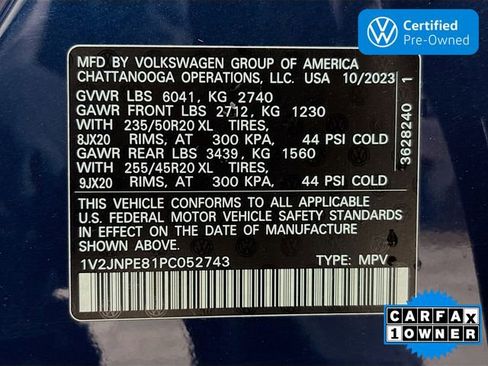 Certified
Pre-Owned
MFD. BY VOLKSWAGEN GROUP OF AMERICA
CHATTANOOGA OPERATIONS, LLC. USA 10/2023
GVWR LBS 6041, KG 2740
GAWR FRONT LBS 2712, KG 1230
WITH 235/50R20 XL TIRES,
8JX20 RIMS, AT 300 KPA, 44 PSI COLD
GAWR REAR LBS 3439, KG 1560
WITH 255/45R20 XL TIRES,
9JX20 RIMS, AT 300 KPA, 44 PSI COLD
THIS VEHICLE CONFORMS TO ALL APPLICABLE
U.S. FEDERAL MOTOR VEHICLE SAFETY STANDARDS
IN EFFECT ON THE DATE OF MANUFACTURE
SHOWN ABOVE.
1V2JNPE81PC052743 TYPE: MPV
3628240 1
CARFAX
1 OWNER